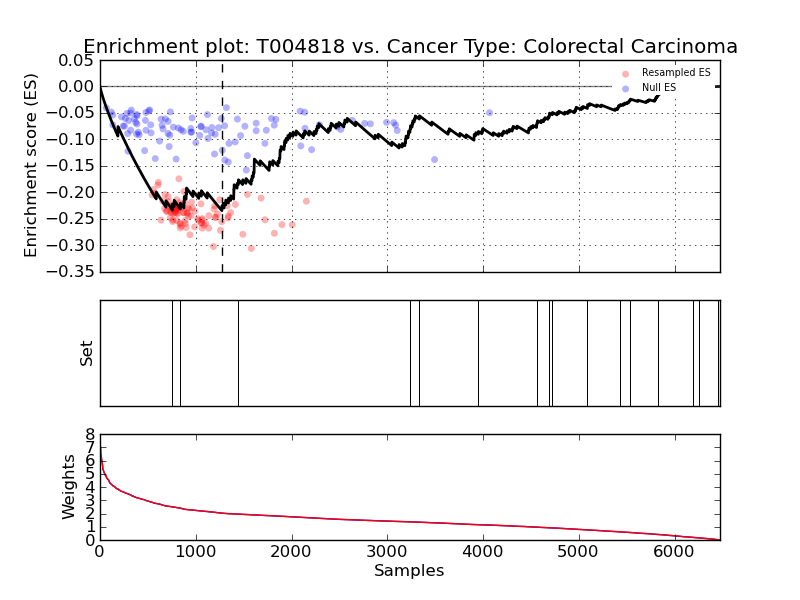 Enrichment plot: T004818 vs. Cancer Type: Colorectal Carcinoma
0.05
0.00
−0.05
−0.10
−0.15
−0.20
−0.25
−0.30
−0.35
Enrichment score (ES)
Resampled ES
Null ES
Set
8
7
6
5
4
3
2
1
0
Weights
0 1000 2000 3000 4000 5000 6000
Samples